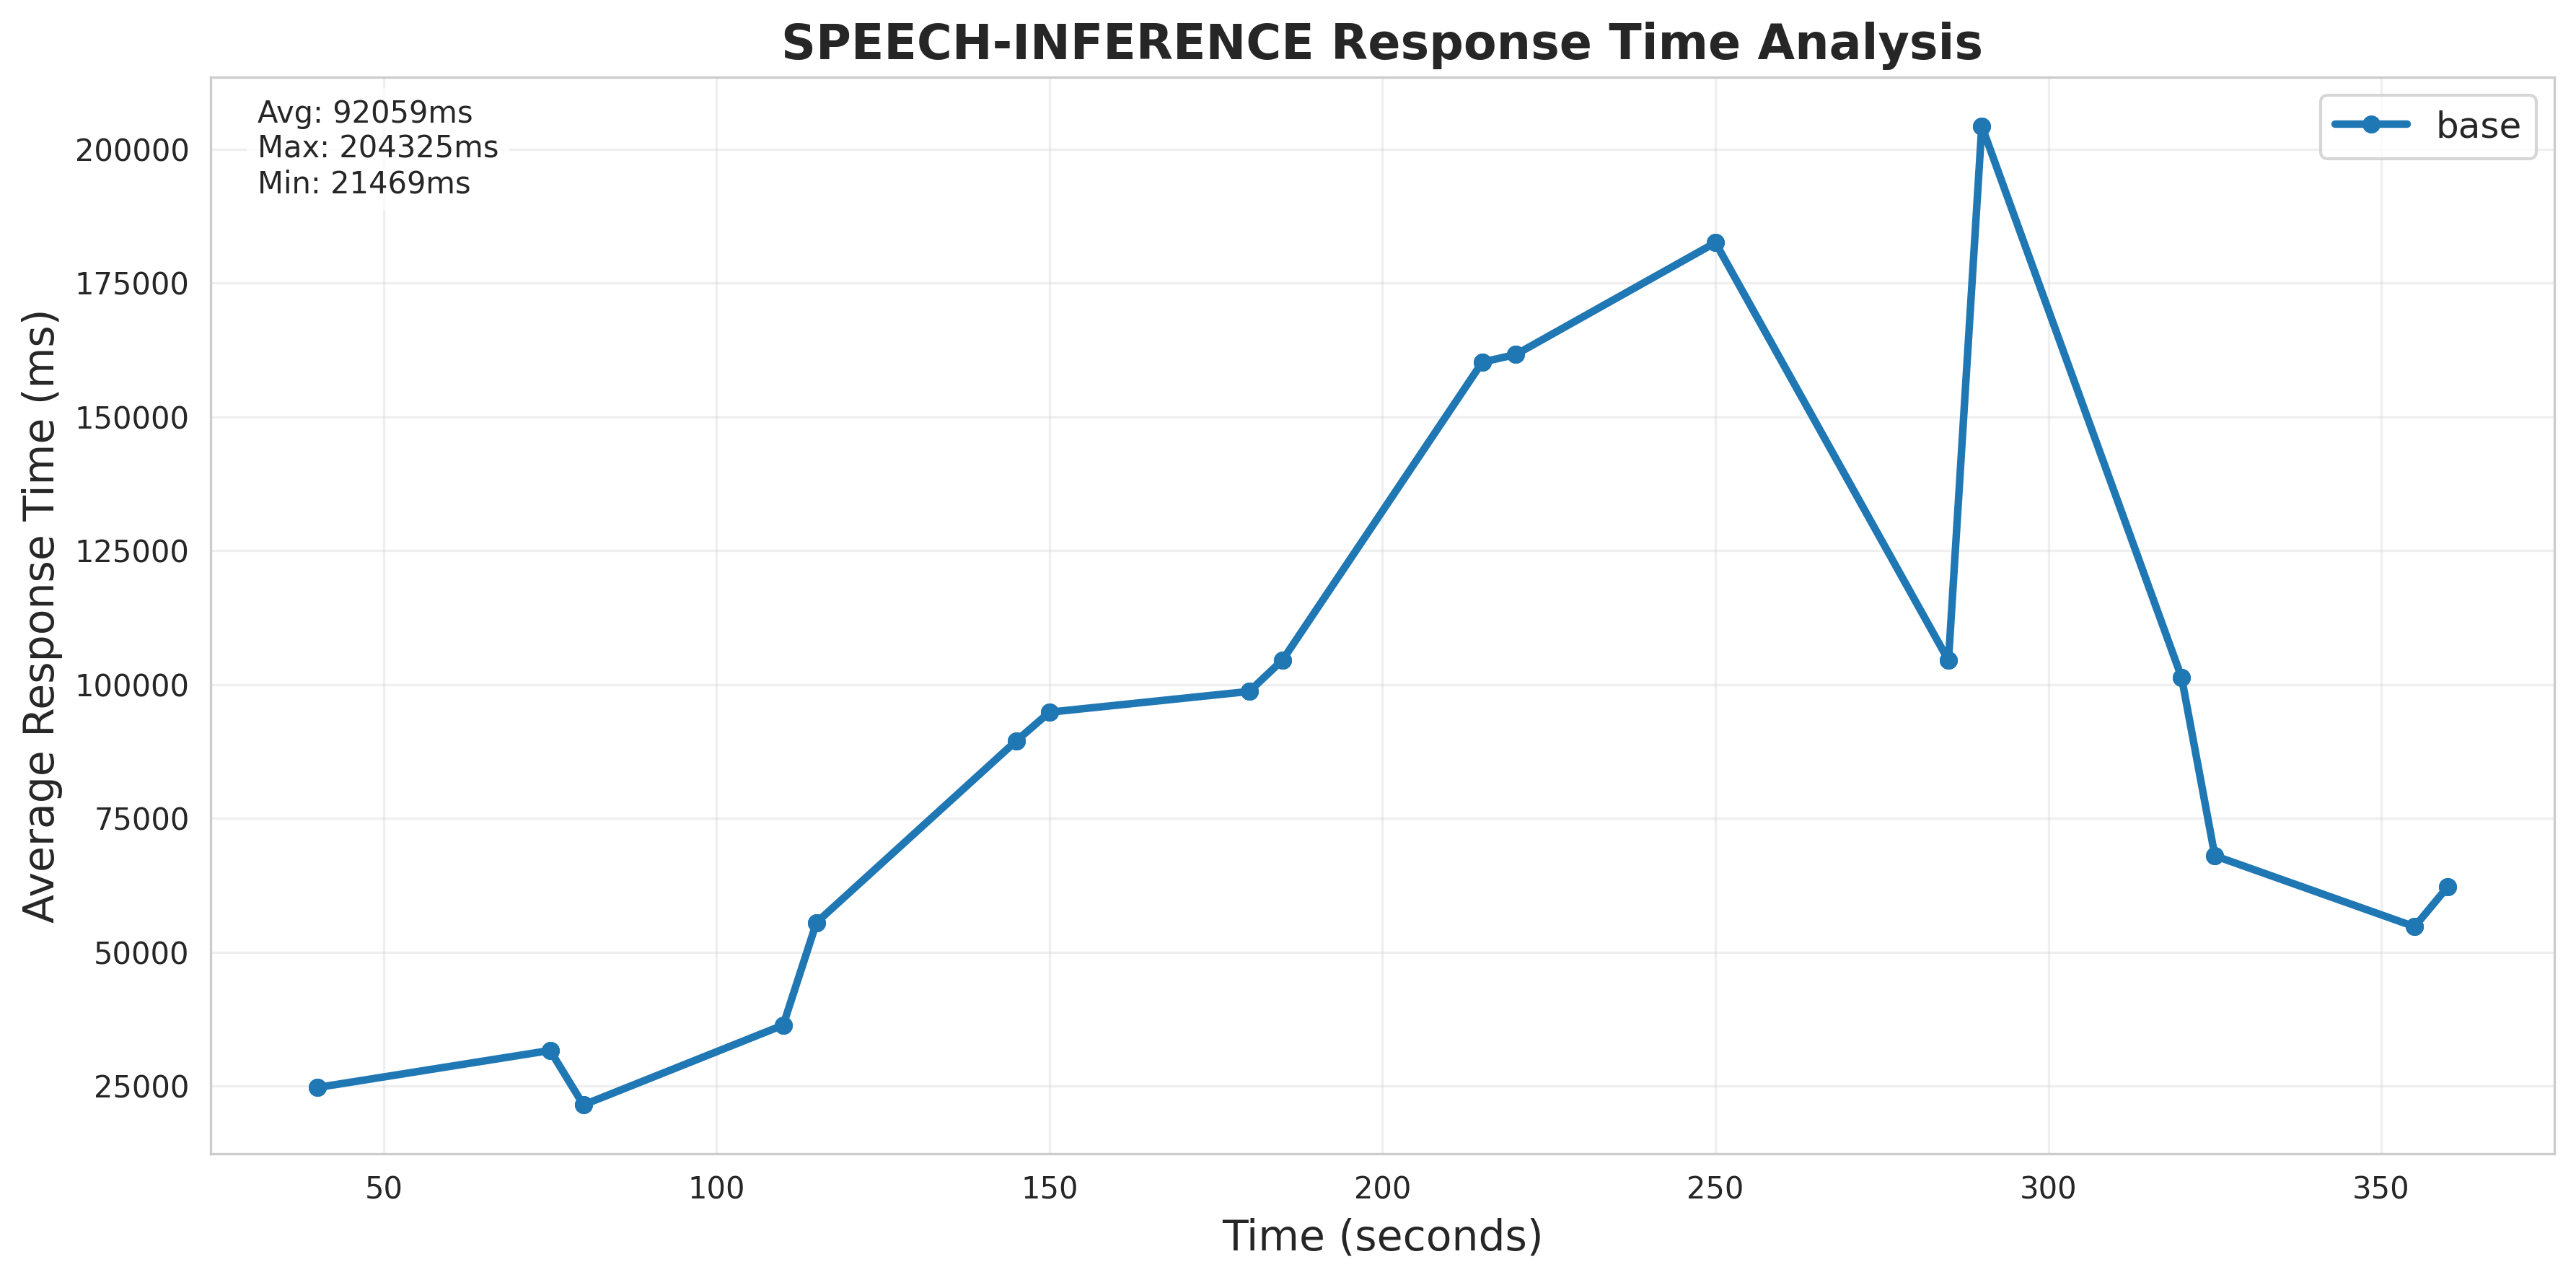 SPEECH-INFERENCE Response Time Analysis
Avg: 92059ms
Max: 204325ms
Min: 21469ms
base
Average Response Time (ms)
200000
175000
150000
125000
100000
75000
50000
25000
50 100 150 200 250 300 350
Time (seconds)